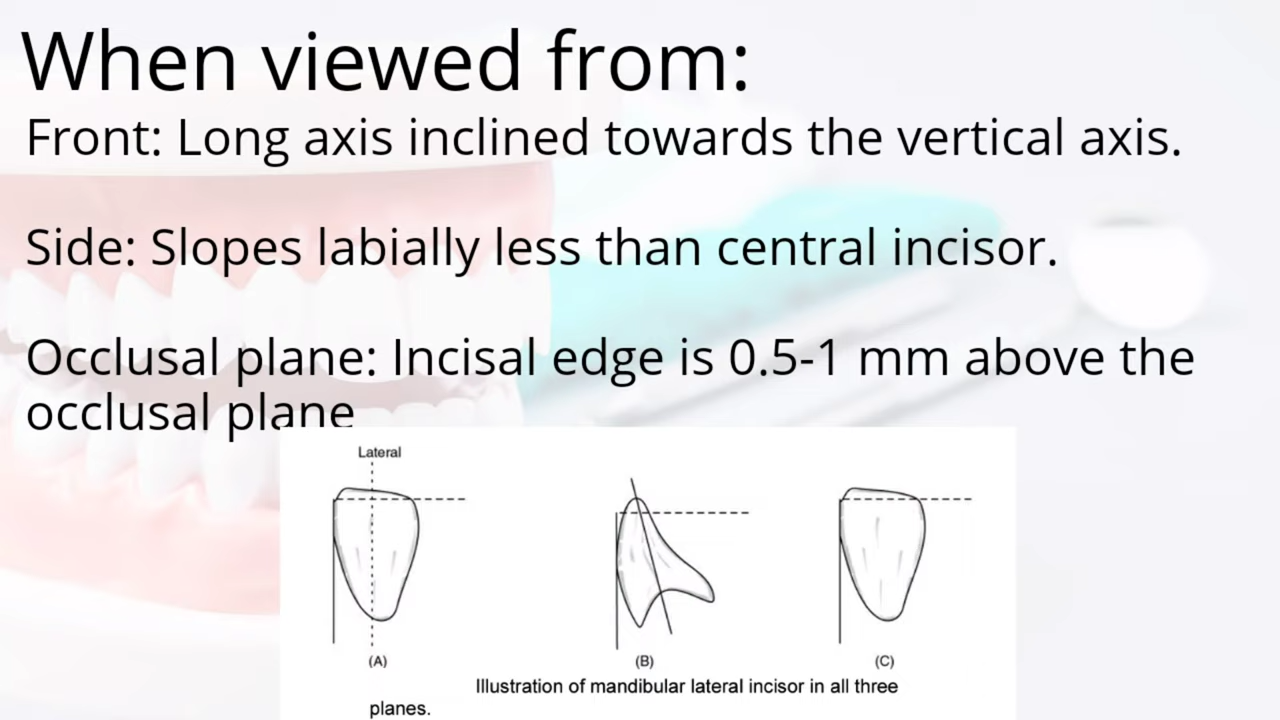 When viewed from:
Front: Long axis inclined towards the vertical axis.
Side: Slopes labially less than central incisor.
Occlusal plane: Incisal edge is 0.5-1 mm above the
occlusal plane
Lateral
(A) (B) (C)
Illustration of mandibular lateral incisor in all three
planes.